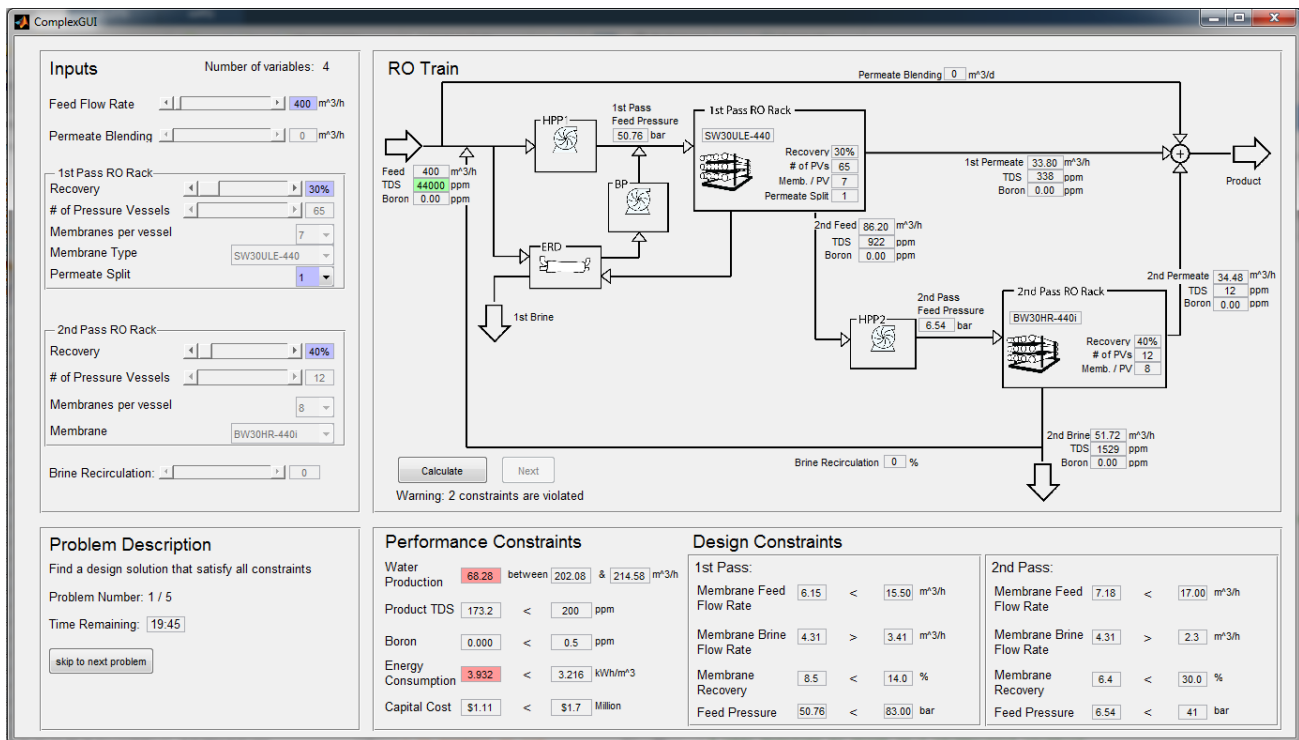 ComplexGUI
Inputs Number of variables: 4
Feed Flow Rate 400 m^3/h
Permeate Blending 0 m^3/h
1st Pass RO Rack
Recovery 30%
# of Pressure Vessels 65
Membranes per vessel 7
Membrane Type SW30ULE-440
Permeate Split 1
2nd Pass RO Rack
Recovery 40%
# of Pressure Vessels 12
Membranes per vessel 8
Membrane BW30HR-440i
Brine Recirculation: 0
RO Train
Permeate Blending 0 m^3/d
HPP1
1st Pass
Feed Pressure
50.76 bar
1st Pass RO Rack
SW30ULE-440
Recovery 30%
# of PVs 65
Memb. / PV 7
Permeate Split 1
Feed 400 m^3/h
TDS 44000 ppm
Boron 0.00 ppm
BP
ERD
1st Brine
1st Permeate 33.80 m^3/h
TDS 338 ppm
Boron 0.00 ppm
Product
2nd Feed 86.20 m^3/h
TDS 922 ppm
Boron 0.00 ppm
2nd Permeate 34.48 m^3/h
TDS 12 ppm
Boron 0.00 ppm
HPP2
2nd Pass
Feed Pressure
6.54 bar
2nd Pass RO Rack
BW30HR-440i
Recovery 40%
# of PVs 12
Memb. / PV 8
2nd Brine 51.72 m^3/h
TDS 1529 ppm
Boron 0.00 ppm
Brine Recirculation 0 %
Calculate Next
Warning: 2 constraints are violated
Problem Description
Find a design solution that satisfy all constraints
Problem Number: 1 / 5
Time Remaining: 19:45
skip to next problem
Performance Constraints
Water
Production 68.28 between 202.08 & 214.58 m^3/h
Product TDS 173.2 < 200 ppm
Boron 0.000 < 0.5 ppm
Energy
Consumption 3.932 < 3.216 kWh/m^3
Capital Cost $1.11 < $1.7 Million
Design Constraints
1st Pass:
Membrane Feed
Flow Rate 6.15 < 15.50 m^3/h
Membrane Brine
Flow Rate 4.31 > 3.41 m^3/h
Membrane
Recovery 8.5 < 14.0 %
Feed Pressure 50.76 < 83.00 bar
2nd Pass:
Membrane Feed
Flow Rate 7.18 < 17.00 m^3/h
Membrane Brine
Flow Rate 4.31 > 2.3 m^3/h
Membrane
Recovery 6.4 < 30.0 %
Feed Pressure 6.54 < 41 bar